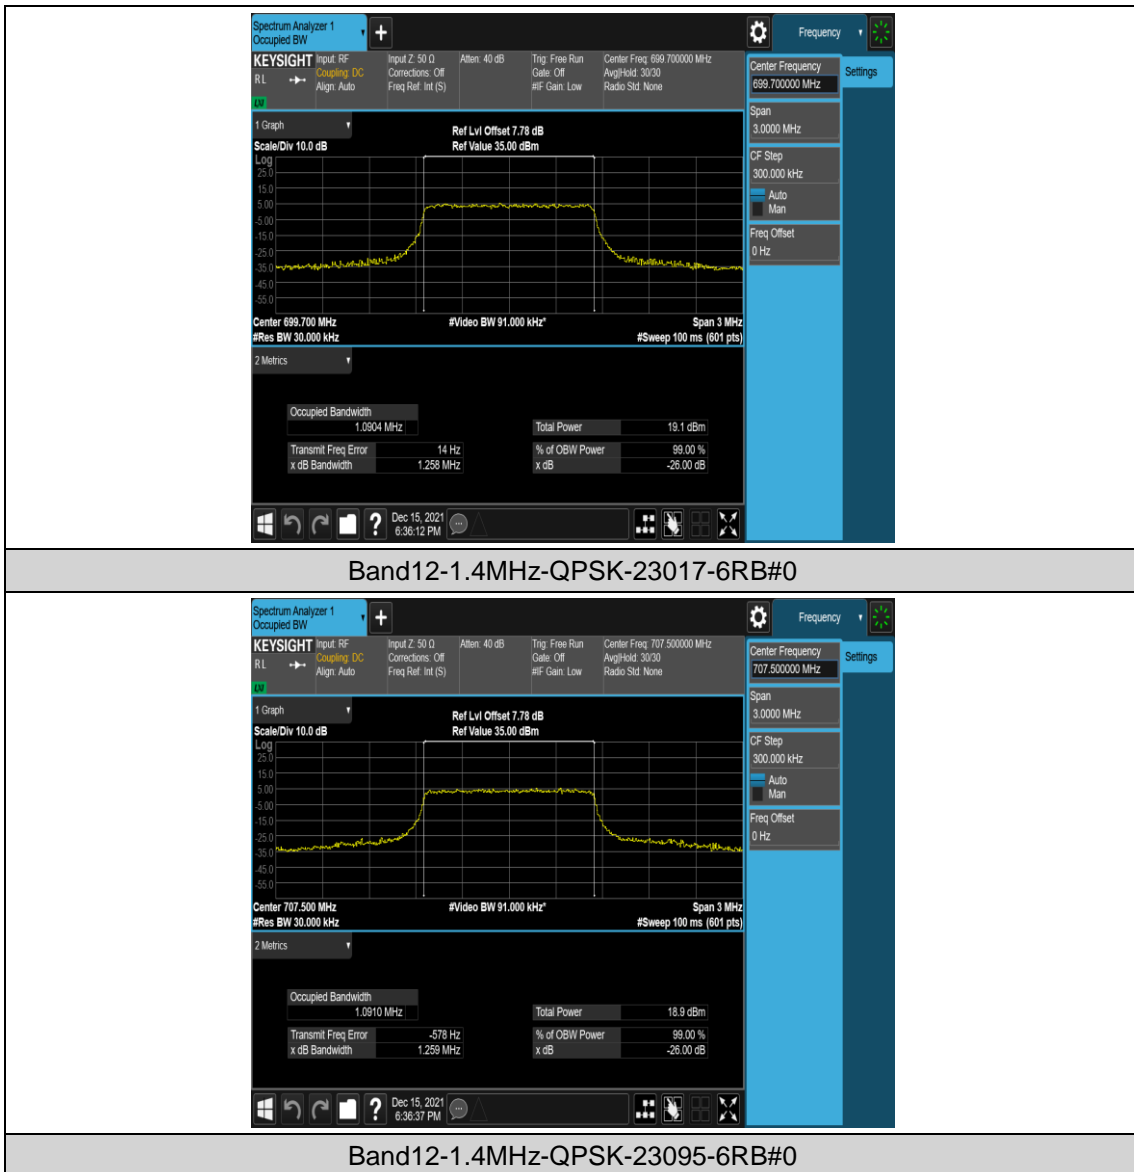 Spectrum Analyzer 1
Occupied BW
+
Frequency
KEYSIGHT Input: RF Input Z: 50 Ω Atten: 40 dB Trig: Free Run Center Freq: 699.700000 MHz
RL Coupling: DC Corrections: Off Gate: Off Avg|Hold: 30/30
Align: Auto Freq Ref: Int (S) #IF Gain: Low Radio Std: None
Center Frequency
699.700000 MHz
Settings
Span
3.0000 MHz
CF Step
300.000 kHz
Auto
Man
Freq Offset
0 Hz
1 Graph
Ref Lvl Offset 7.78 dB
Scale/Div 10.0 dB Ref Value 35.00 dBm
Log
25.0
15.0
5.00
-5.00
-15.0
-25.0
-35.0
-45.0
-55.0
Center 699.700 MHz #Video BW 91.000 kHz* Span 3 MHz
#Res BW 30.000 kHz #Sweep 100 ms (601 pts)
2 Metrics
Occupied Bandwidth
1.0904 MHz Total Power 19.1 dBm
Transmit Freq Error 14 Hz % of OBW Power 99.00 %
x dB Bandwidth 1.258 MHz x dB -26.00 dB
? Dec 15, 2021
6:36:12 PM
Band12-1.4MHz-QPSK-23017-6RB#0
Spectrum Analyzer 1
Occupied BW
+
Frequency
KEYSIGHT Input: RF Input Z: 50 Ω Atten: 40 dB Trig: Free Run Center Freq: 707.500000 MHz
RL Coupling: DC Corrections: Off Gate: Off Avg|Hold: 30/30
Align: Auto Freq Ref: Int (S) #IF Gain: Low Radio Std: None
Center Frequency
707.500000 MHz
Settings
Span
3.0000 MHz
CF Step
300.000 kHz
Auto
Man
Freq Offset
0 Hz
1 Graph
Ref Lvl Offset 7.78 dB
Scale/Div 10.0 dB Ref Value 35.00 dBm
Log
25.0
15.0
5.00
-5.00
-15.0
-25.0
-35.0
-45.0
-55.0
Center 707.500 MHz #Video BW 91.000 kHz* Span 3 MHz
#Res BW 30.000 kHz #Sweep 100 ms (601 pts)
2 Metrics
Occupied Bandwidth
1.0910 MHz Total Power 18.9 dBm
Transmit Freq Error -578 Hz % of OBW Power 99.00 %
x dB Bandwidth 1.259 MHz x dB -26.00 dB
? Dec 15, 2021
6:36:37 PM
Band12-1.4MHz-QPSK-23095-6RB#0